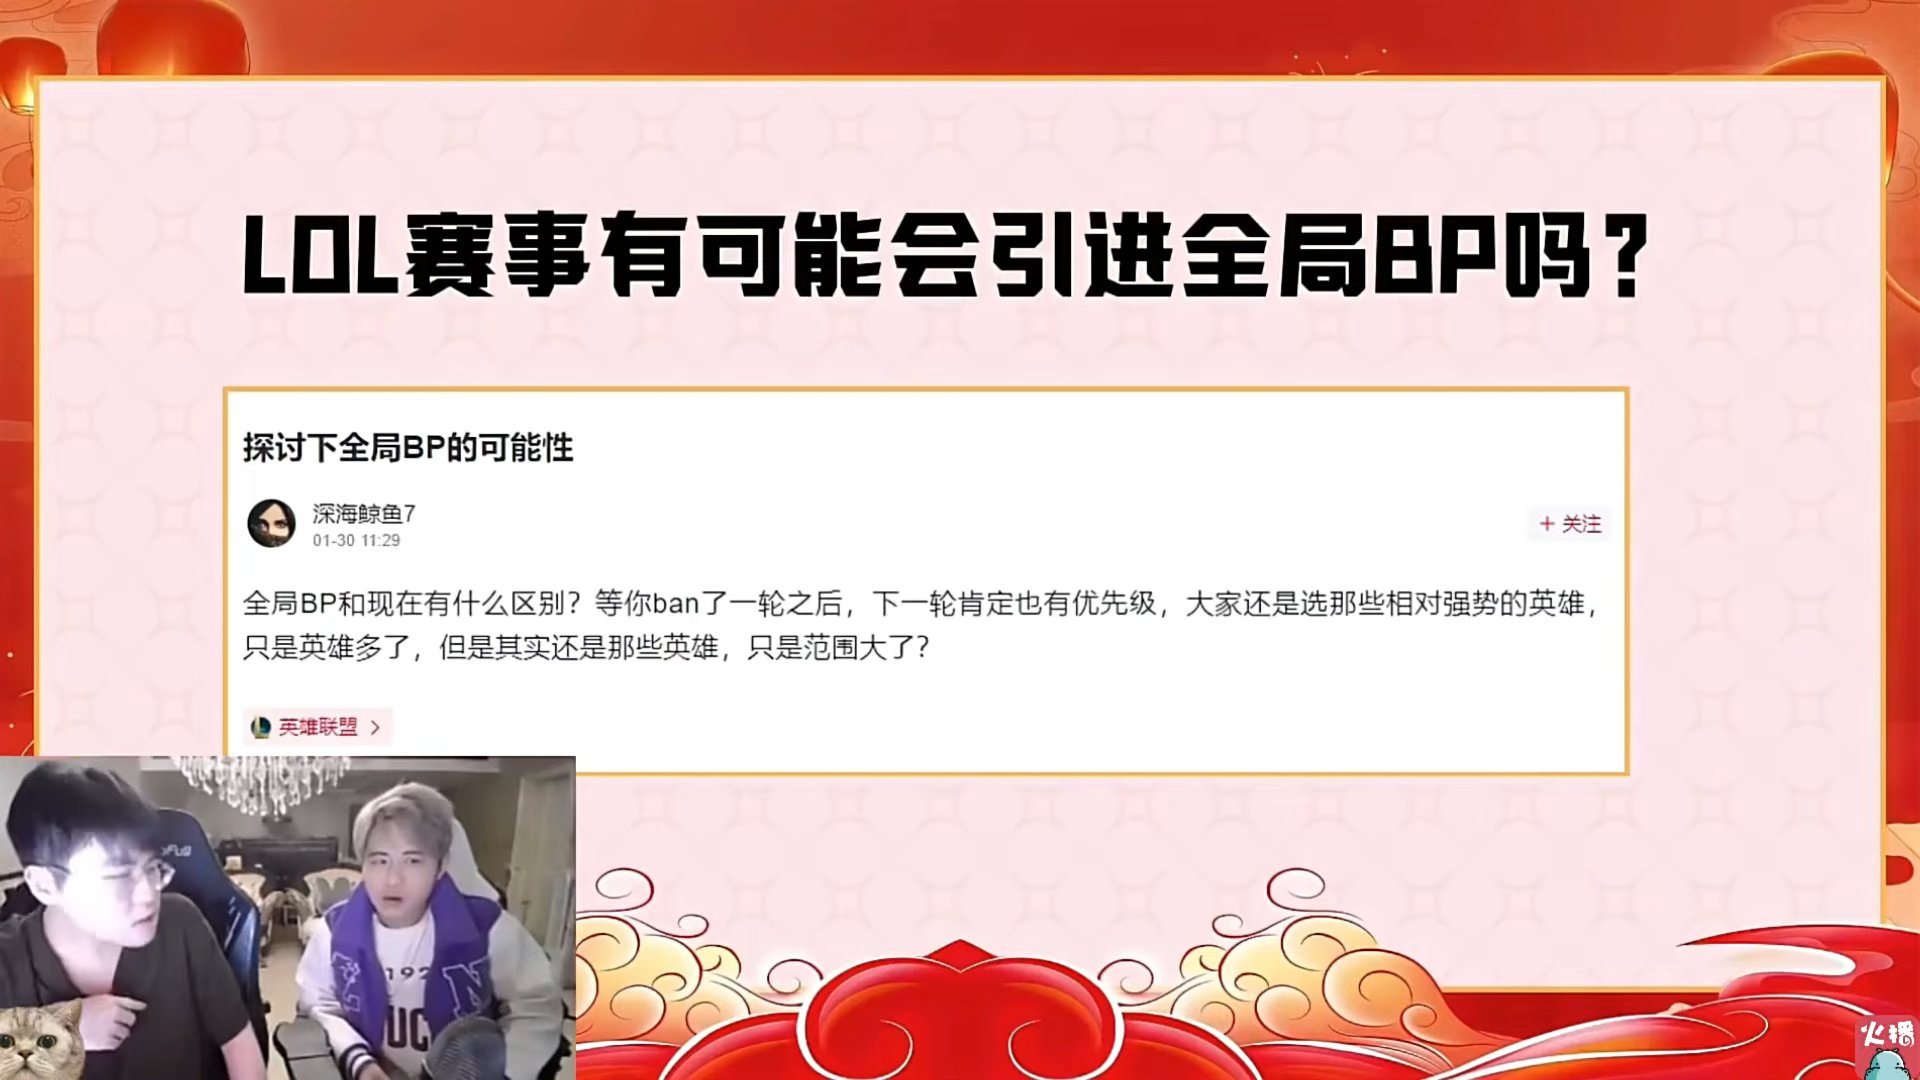 LOL赛事有可能会引进全局BP吗？
探讨下全局BP的可能性
深海鲸鱼7
01-30 11:29
+ 关注
全局BP和现在有什么区别？等你ban了一轮之后，下一轮肯定也有优先级，大家还是选那些相对强势的英雄，
只是英雄多了，但是其实还是那些英雄，只是范围大了？
英雄联盟 >
192
UC
N
火播